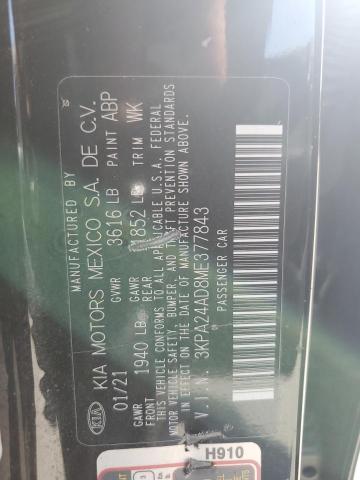 MANUFACTURED BY
KIA KIA MOTORS MEXICO S.A. DE C.V.
01/21 GVWR 3616 LB PAINT ABP
GAWR FRONT 1940 LB GAWR REAR 1852 LB TRIM WK
THIS VEHICLE CONFORMS TO ALL APPLICABLE U.S.A. FEDERAL
MOTOR VEHICLE SAFETY, BUMPER, AND THEFT PREVENTION STANDARDS
IN EFFECT ON THE DATE OF MANUFACTURE SHOWN ABOVE.
V.I.N. 3KPA24AD8ME377843
PASSENGER CAR
H910